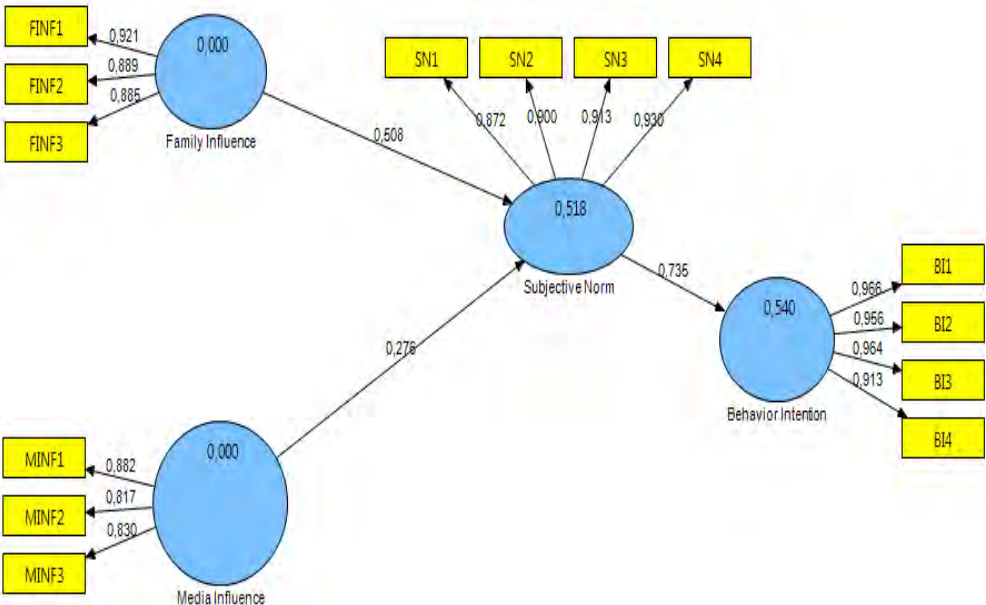 FINF1
0,921
FINF2
0,889
FINF3
0,885
0,000
Family Influence
0,508
SN1
SN2
SN3
SN4
0,872
0,900
0,913
0,930
0,518
Subjective Norm
0,735
0,540
Behavior Intention
BI1
0,966
BI2
0,956
BI3
0,964
BI4
0,913
0,276
0,000
Media Influence
MINF1
0,882
MINF2
0,817
MINF3
0,830